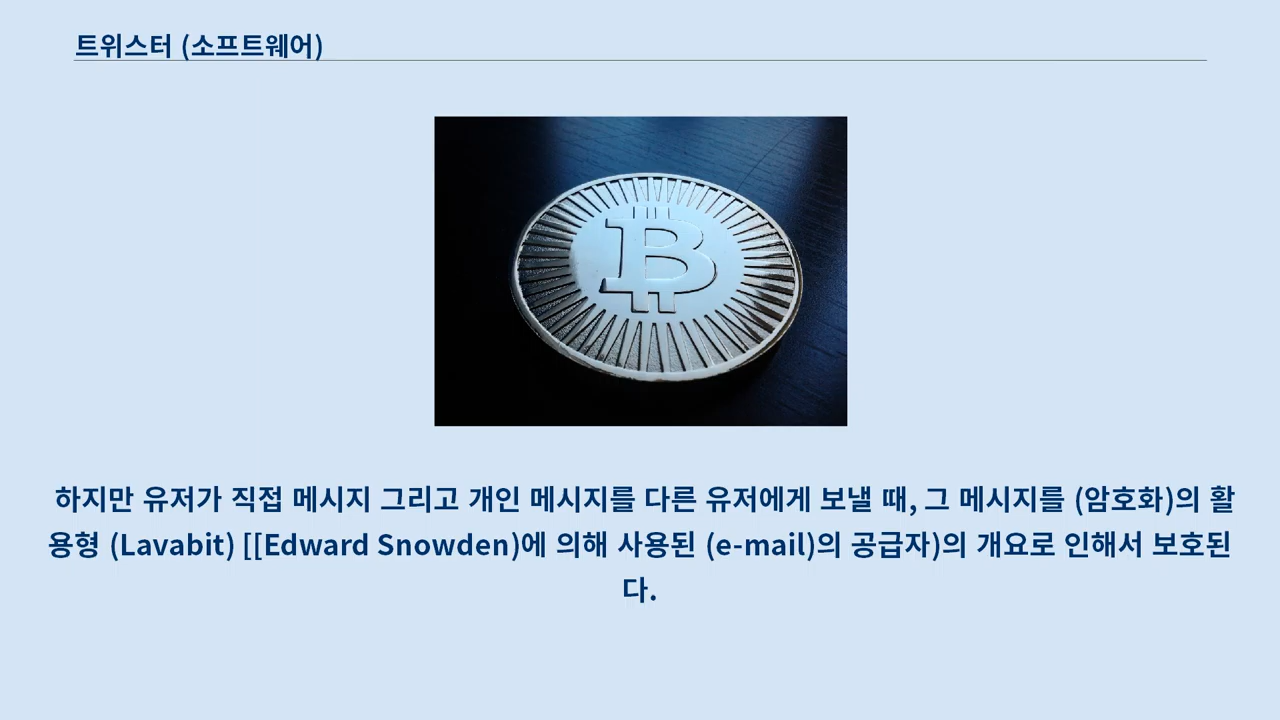 트위스터 (소프트웨어)
하지만 유저가 직접 메시지 그리고 개인 메시지를 다른 유저에게 보낼 때, 그 메시지를 (암호화)의 활
용형 (Lavabit) [[Edward Snowden)에 의해 사용된 (e-mail)의 공급자)의 개요로 인해서 보호된
다.